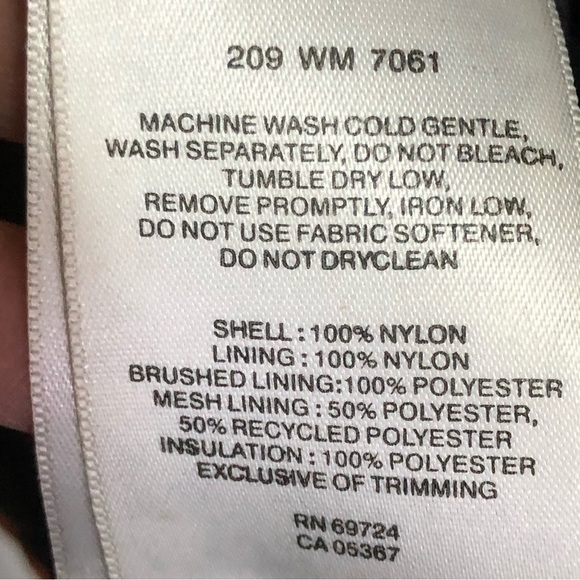 209 WM 7061
MACHINE WASH COLD GENTLE,
WASH SEPARATELY, DO NOT BLEACH,
TUMBLE DRY LOW,
REMOVE PROMPTLY, IRON LOW,
DO NOT USE FABRIC SOFTENER,
DO NOT DRYCLEAN
SHELL : 100% NYLON
LINING : 100% NYLON
BRUSHED LINING:100% POLYESTER
MESH LINING : 50% POLYESTER,
50% RECYCLED POLYESTER
INSULATION : 100% POLYESTER
EXCLUSIVE OF TRIMMING
RN 69724
CA 05367